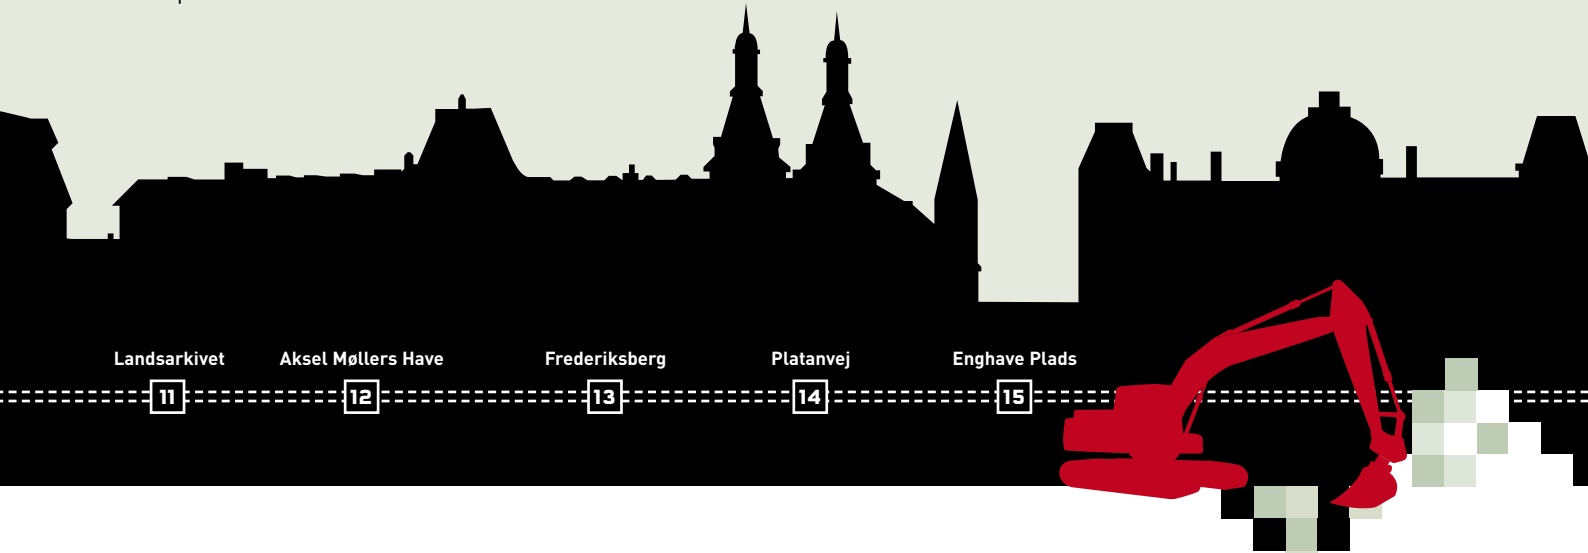 Landsarkivet Aksel Møllers Have Frederiksberg Platanvej Enghave Plads
11 12 13 14 15